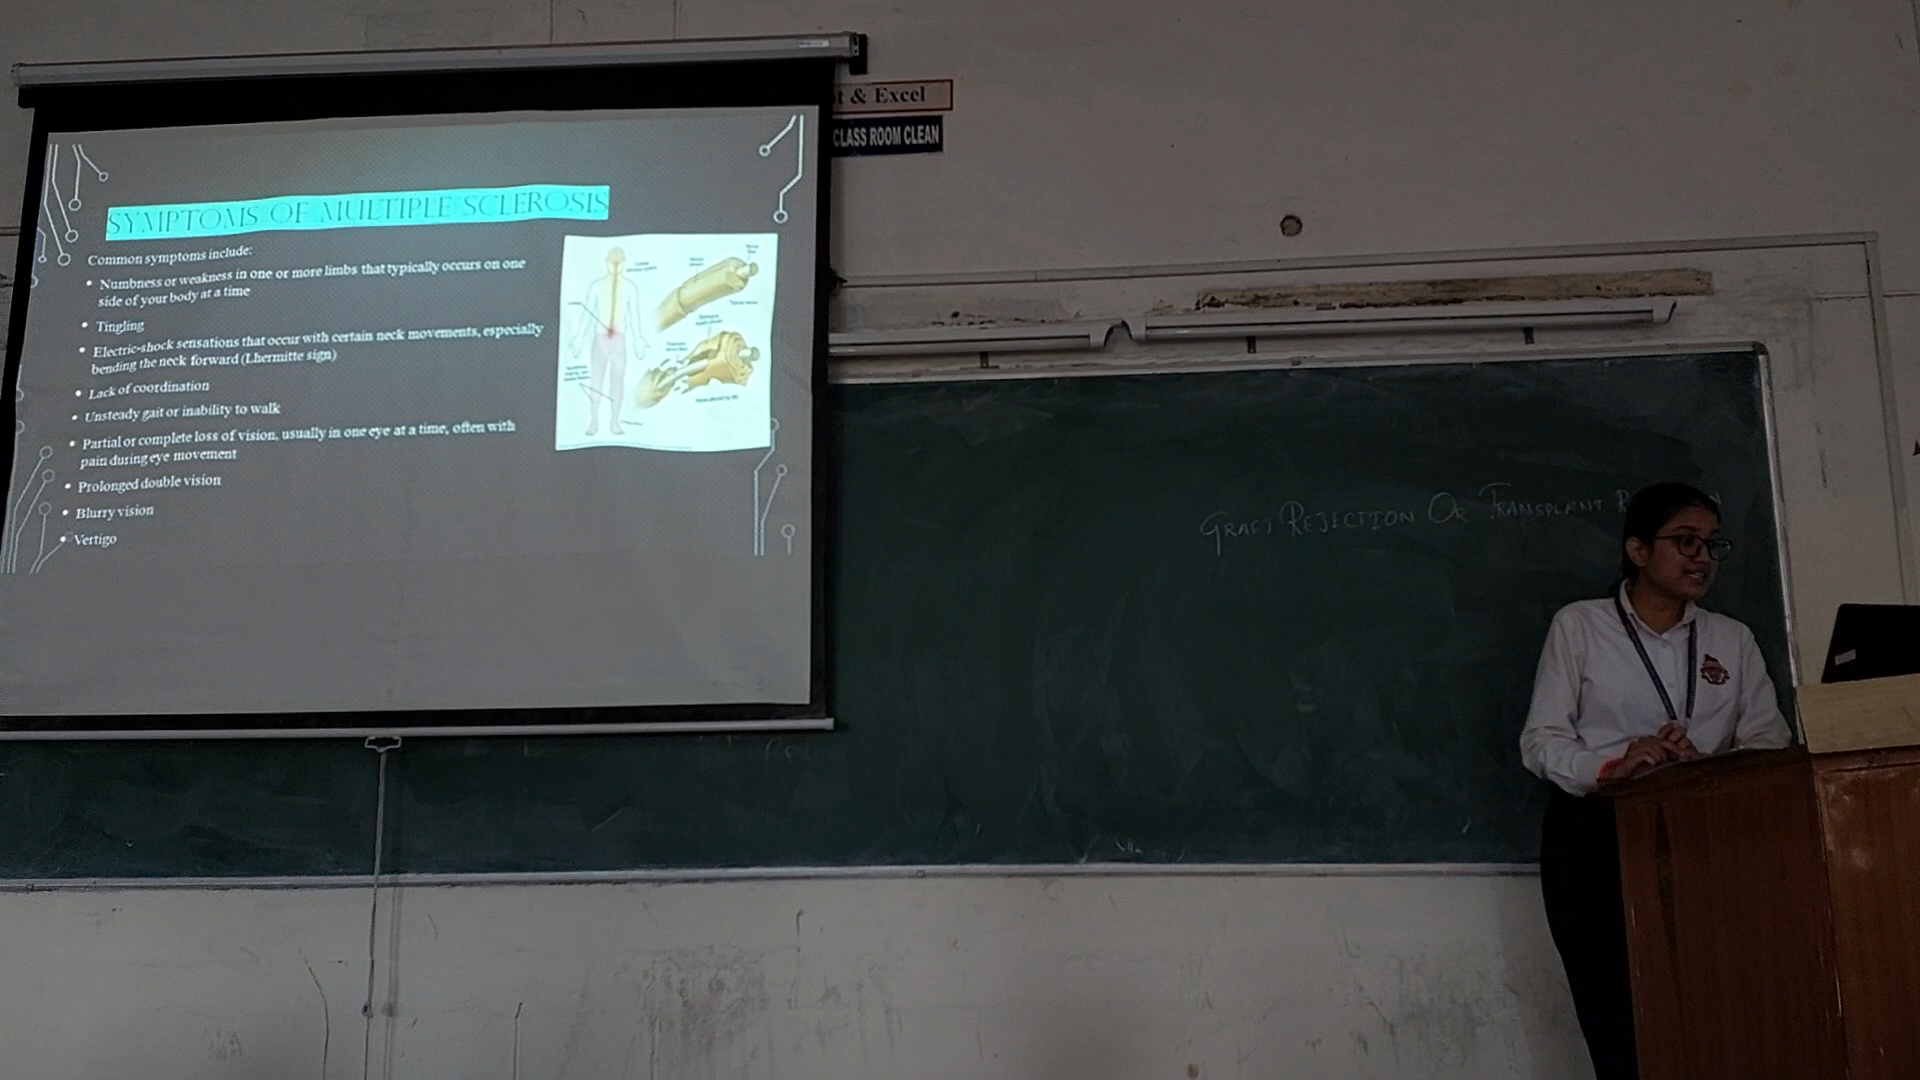 t & Excel
CLASS ROOM CLEAN
SYMPTOMS OF MULTIPLE SCLEROSIS
Common symptoms include:
• Numbness or weakness in one or more limbs that typically occurs on one
side of your body at a time
• Tingling
• Electric-shock sensations that occur with certain neck movements, especially
bending the neck forward (Lhermitte sign)
• Lack of coordination
• Unsteady gait or inability to walk
• Partial or complete loss of vision, usually in one eye at a time, often with
pain during eye movement
• Prolonged double vision
• Blurry vision
• Vertigo
GRAFT REJECTION OR TRANSPLANT